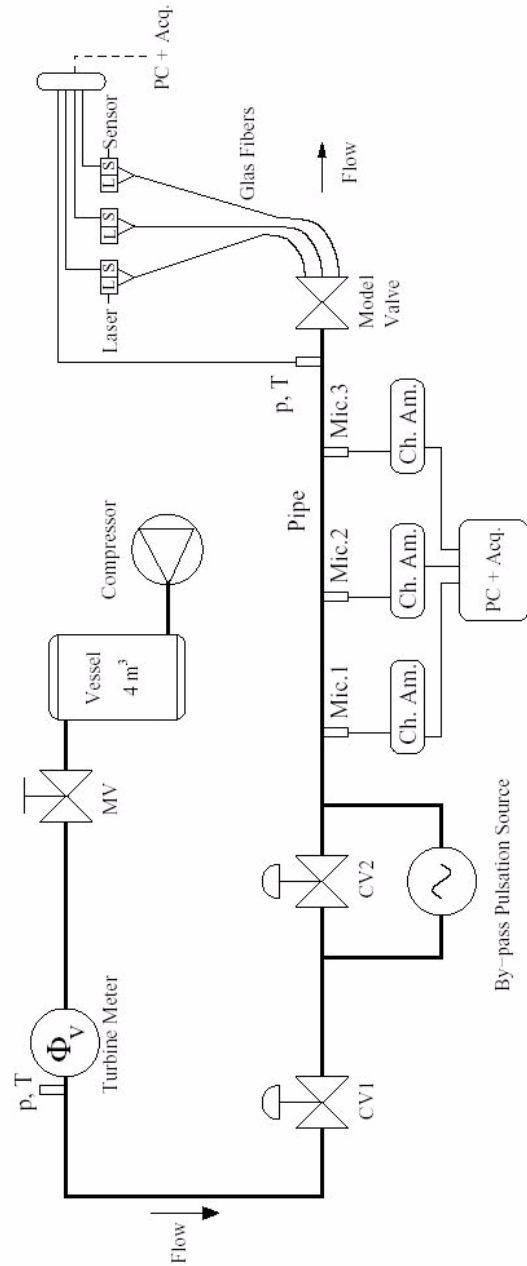 p, T
Φ
V
Turbine Meter
MV
Vessel
4 m³
Compressor
Flow
CV1
CV2
By-pass Pulsation Source
Mic.1
Mic.2
Mic.3
Pipe
p, T
Ch. Am.
Ch. Am.
Ch. Am.
PC + Acq.
Model
Valve
Flow
Glas Fibers
Laser
L S
L S
L S
Sensor
PC + Acq.